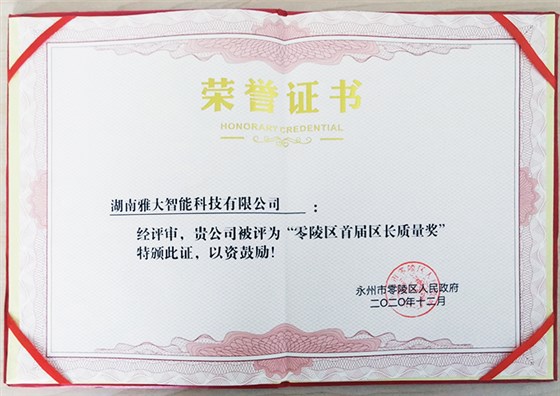 荣誉证书
HONORARY CREDENTIAL
湖南雅大智能科技有限公司：
经评审，贵公司被评为“零陵区首届区长质量奖”
特颁此证，以资鼓励！
永州市零陵区人民政府
二〇二〇年十二月